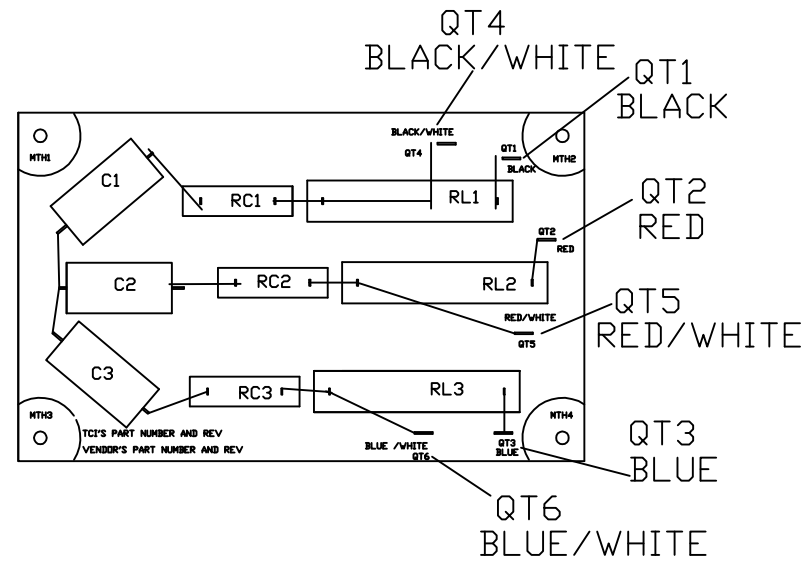 QT4
BLACK/WHITE
QT1
BLACK
BLACK/WHITE
QT4
QT1
BLACK
MTH1
MTH2
C1
RC1
RL1
QT2
RED
QT2
RED
C2
RC2
RL2
QT5
RED/WHITE
RED/WHITE
QT5
C3
RC3
RL3
MTH3
MTH4
TCI'S PART NUMBER AND REV
VENDOR'S PART NUMBER AND REV
BLUE /WHITE
QT6
QT3
BLUE
QT3
BLUE
QT6
BLUE/WHITE